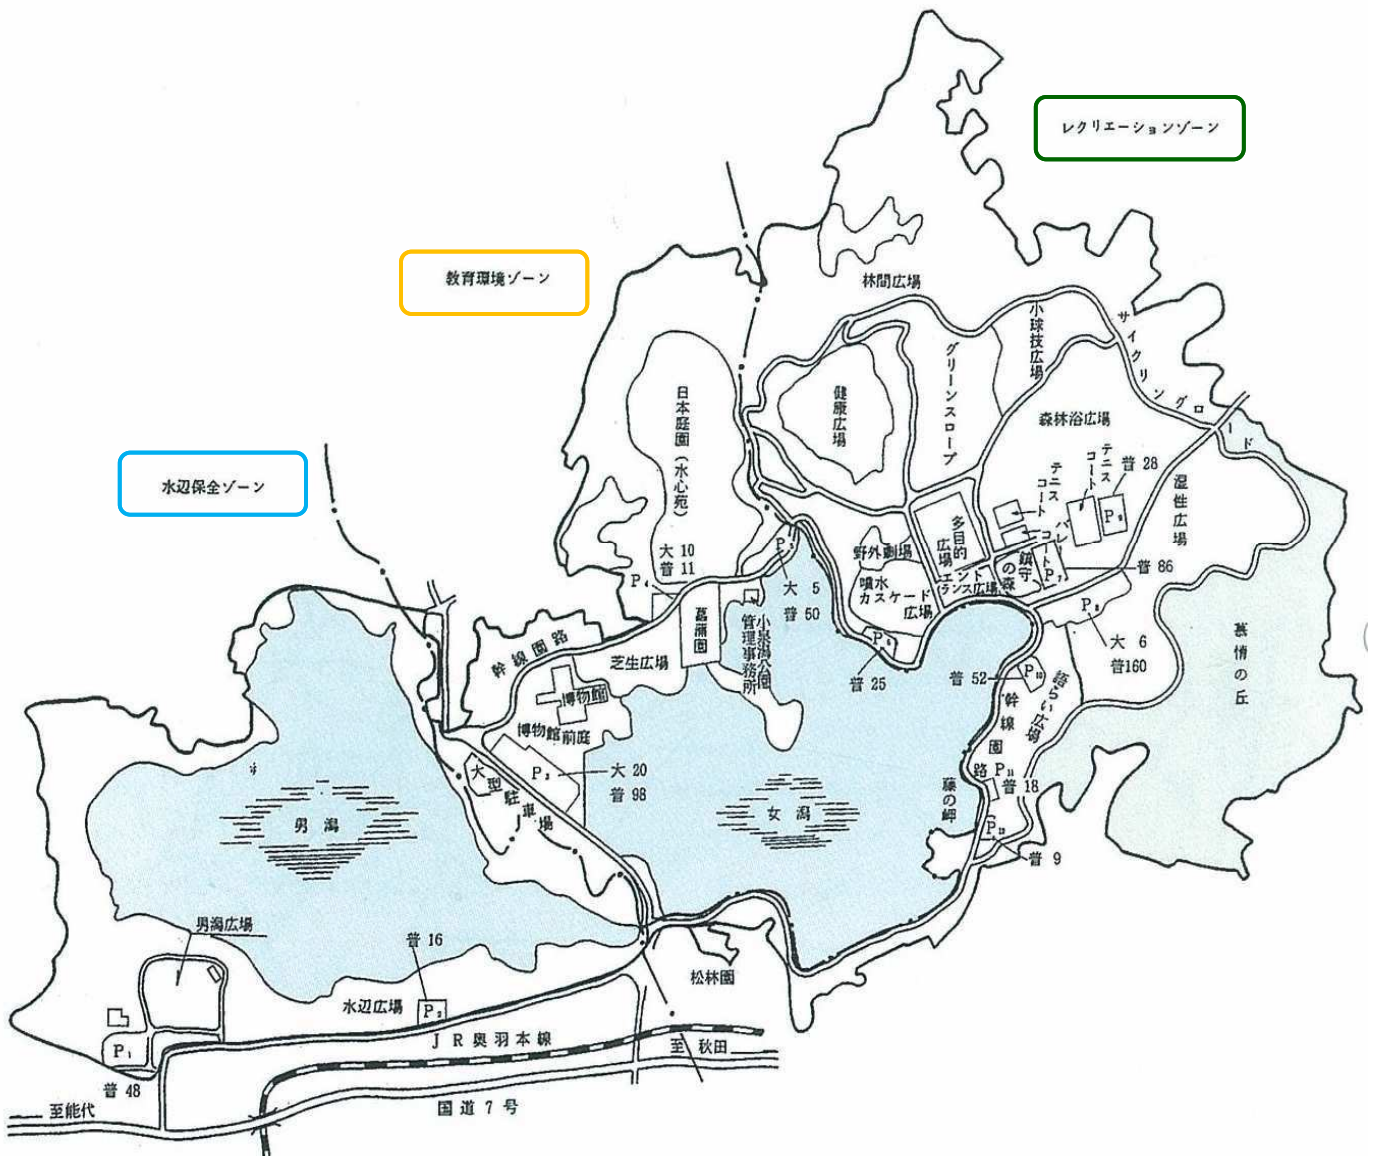 レクリエーションゾーン
教育環境ゾーン
水辺保全ゾーン
林間広場
小球技広場
サイクリングロード
グリーンスロープ
健康広場
日本庭園（水心苑）
森林浴広場
テニスコート
テニスコート
バレーコート
普 28
P₉
湿性広場
多目的広場
野外劇場
噴水カスケード広場
エントランス広場
鎮守の森
P₇
普 86
P₈
大 6
普160
大 10
普 11
P₄
P₅
大 5
普 50
菖蒲園
小泉潟公園管理事務所
P₆
普 25
普 52
P₁₀
語らい広場
慕情の丘
幹線園路
芝生広場
博物館
博物館前庭
P₃
大 20
普 98
大型駐車場
幹線園路
P₁₁
普 18
藤の岬
P₁₂
普 9
男潟
女潟
男潟広場
普 16
水辺広場
P₂
松林園
P₁
普 48
JR奥羽本線
至 秋田
至能代
国道7号